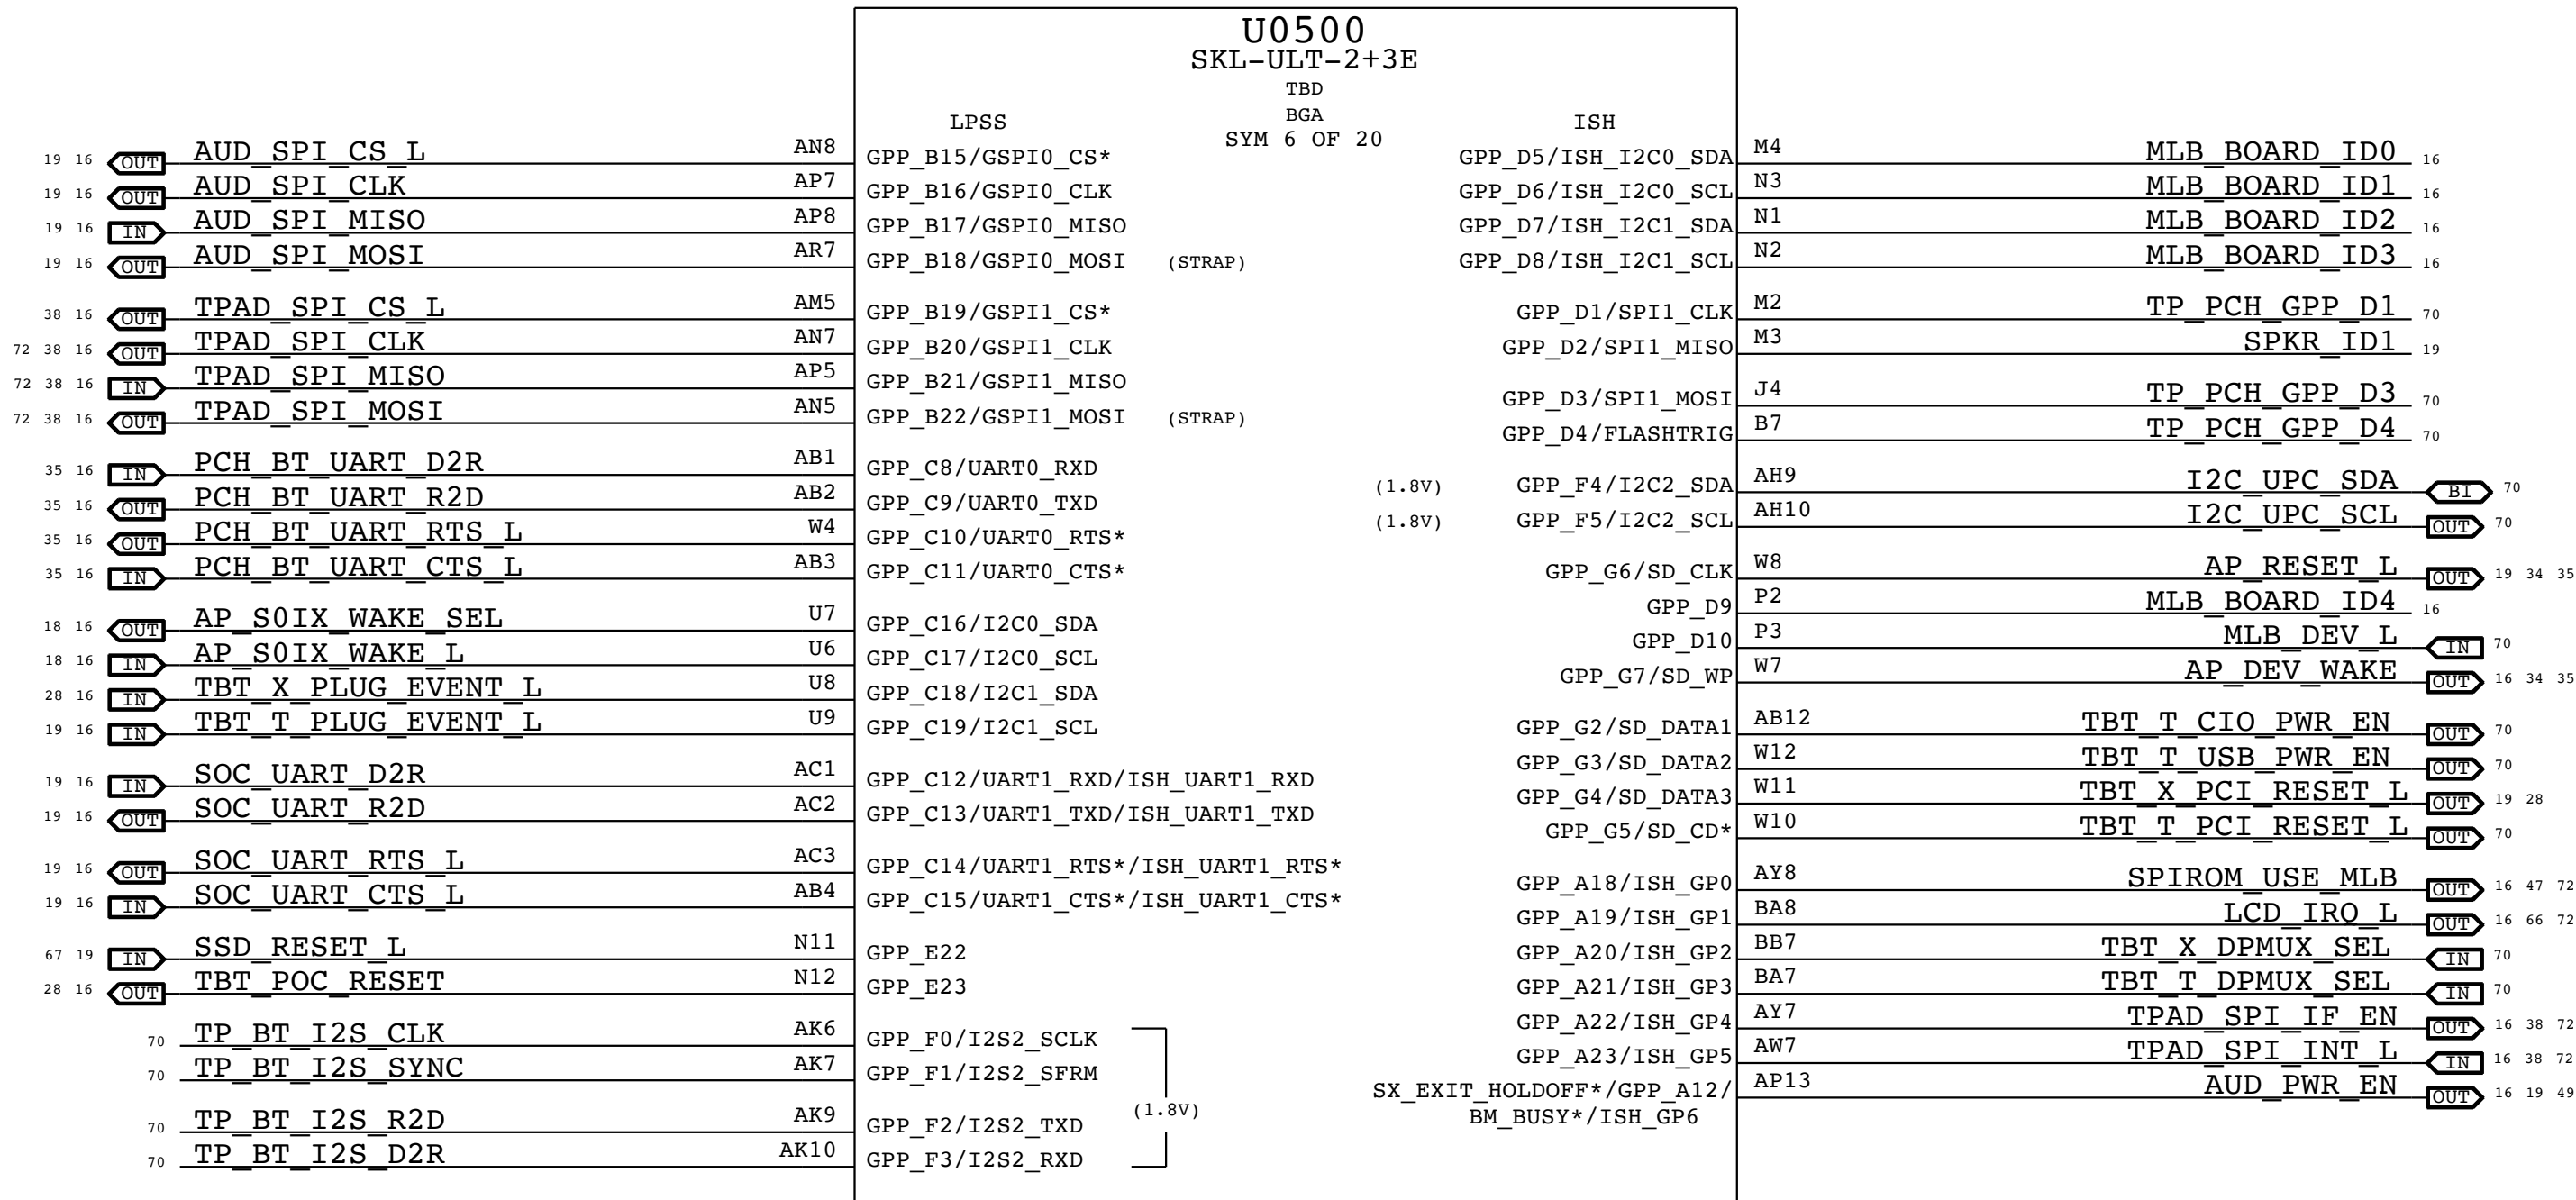 U0500
SKL-ULT-2+3E
TBD
BGA
SYM 6 OF 20
LPSS
ISH
19 16 OUT AUD_SPI_CS_L AN8 GPP_B15/GSPI0_CS* GPP_D5/ISH_I2C0_SDA M4 MLB_BOARD_ID0 16
19 16 OUT AUD_SPI_CLK AP7 GPP_B16/GSPI0_CLK GPP_D6/ISH_I2C0_SCL N3 MLB_BOARD_ID1 16
19 16 IN AUD_SPI_MISO AP8 GPP_B17/GSPI0_MISO GPP_D7/ISH_I2C1_SDA N1 MLB_BOARD_ID2 16
19 16 OUT AUD_SPI_MOSI AR7 GPP_B18/GSPI0_MOSI (STRAP) GPP_D8/ISH_I2C1_SCL N2 MLB_BOARD_ID3 16
38 16 OUT TPAD_SPI_CS_L AM5 GPP_B19/GSPI1_CS* GPP_D1/SPI1_CLK M2 TP_PCH_GPP_D1 70
72 38 16 OUT TPAD_SPI_CLK AN7 GPP_B20/GSPI1_CLK GPP_D2/SPI1_MISO M3 SPKR_ID1 19
72 38 16 IN TPAD_SPI_MISO AP5 GPP_B21/GSPI1_MISO GPP_D3/SPI1_MOSI J4 TP_PCH_GPP_D3 70
72 38 16 OUT TPAD_SPI_MOSI AN5 GPP_B22/GSPI1_MOSI (STRAP) GPP_D4/FLASHTRIG B7 TP_PCH_GPP_D4 70
35 16 IN PCH_BT_UART_D2R AB1 GPP_C8/UART0_RXD (1.8V) GPP_F4/I2C2_SDA AH9 I2C_UPC_SDA BI 70
35 16 OUT PCH_BT_UART_R2D AB2 GPP_C9/UART0_TXD (1.8V) GPP_F5/I2C2_SCL AH10 I2C_UPC_SCL OUT 70
35 16 OUT PCH_BT_UART_RTS_L W4 GPP_C10/UART0_RTS*
35 16 IN PCH_BT_UART_CTS_L AB3 GPP_C11/UART0_CTS* GPP_G6/SD_CLK W8 AP_RESET_L OUT 19 34 35
18 16 OUT AP_S0IX_WAKE_SEL U7 GPP_C16/I2C0_SDA GPP_D9 P2 MLB_BOARD_ID4 16
18 16 IN AP_S0IX_WAKE_L U6 GPP_C17/I2C0_SCL GPP_D10 P3 MLB_DEV_L IN 70
28 16 IN TBT_X_PLUG_EVENT_L U8 GPP_C18/I2C1_SDA GPP_G7/SD_WP W7 AP_DEV_WAKE OUT 16 34 35
19 16 IN TBT_T_PLUG_EVENT_L U9 GPP_C19/I2C1_SCL GPP_G2/SD_DATA1 AB12 TBT_T_CIO_PWR_EN OUT 70
19 16 IN SOC_UART_D2R AC1 GPP_C12/UART1_RXD/ISH_UART1_RXD GPP_G3/SD_DATA2 W12 TBT_T_USB_PWR_EN OUT 70
19 16 OUT SOC_UART_R2D AC2 GPP_C13/UART1_TXD/ISH_UART1_TXD GPP_G4/SD_DATA3 W11 TBT_X_PCI_RESET_L OUT 19 28
GPP_G5/SD_CD* W10 TBT_T_PCI_RESET_L OUT 70
19 16 OUT SOC_UART_RTS_L AC3 GPP_C14/UART1_RTS*/ISH_UART1_RTS* GPP_A18/ISH_GP0 AY8 SPIROM_USE_MLB OUT 16 47 72
19 16 IN SOC_UART_CTS_L AB4 GPP_C15/UART1_CTS*/ISH_UART1_CTS* GPP_A19/ISH_GP1 BA8 LCD_IRQ_L OUT 16 66 72
67 19 IN SSD_RESET_L N11 GPP_E22 GPP_A20/ISH_GP2 BB7 TBT_X_DPMUX_SEL IN 70
28 16 OUT TBT_POC_RESET N12 GPP_E23 GPP_A21/ISH_GP3 BA7 TBT_T_DPMUX_SEL IN 70
70 TP_BT_I2S_CLK AK6 GPP_F0/I2S2_SCLK GPP_A22/ISH_GP4 AY7 TPAD_SPI_IF_EN OUT 16 38 72
70 TP_BT_I2S_SYNC AK7 GPP_F1/I2S2_SFRM GPP_A23/ISH_GP5 AW7 TPAD_SPI_INT_L IN 16 38 72
(1.8V) SX_EXIT_HOLDOFF*/GPP_A12/ AP13 AUD_PWR_EN OUT 16 19 49
70 TP_BT_I2S_R2D AK9 GPP_F2/I2S2_TXD BM_BUSY*/ISH_GP6
70 TP_BT_I2S_D2R AK10 GPP_F3/I2S2_RXD